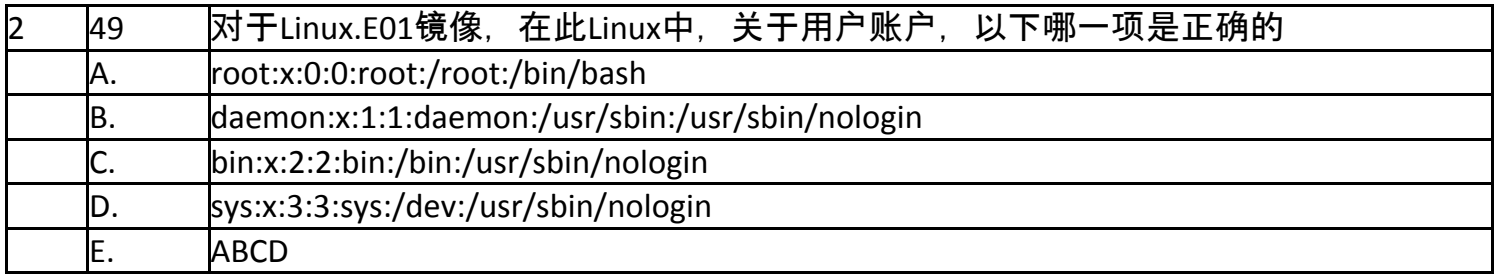 2 49 对于Linux.E01镜像，在此Linux中，关于用户账户，以下哪一项是正确的
A. root:x:0:0:root:/root:/bin/bash
B. daemon:x:1:1:daemon:/usr/sbin:/usr/sbin/nologin
C. bin:x:2:2:bin:/bin:/usr/sbin/nologin
D. sys:x:3:3:sys:/dev:/usr/sbin/nologin
E. ABCD